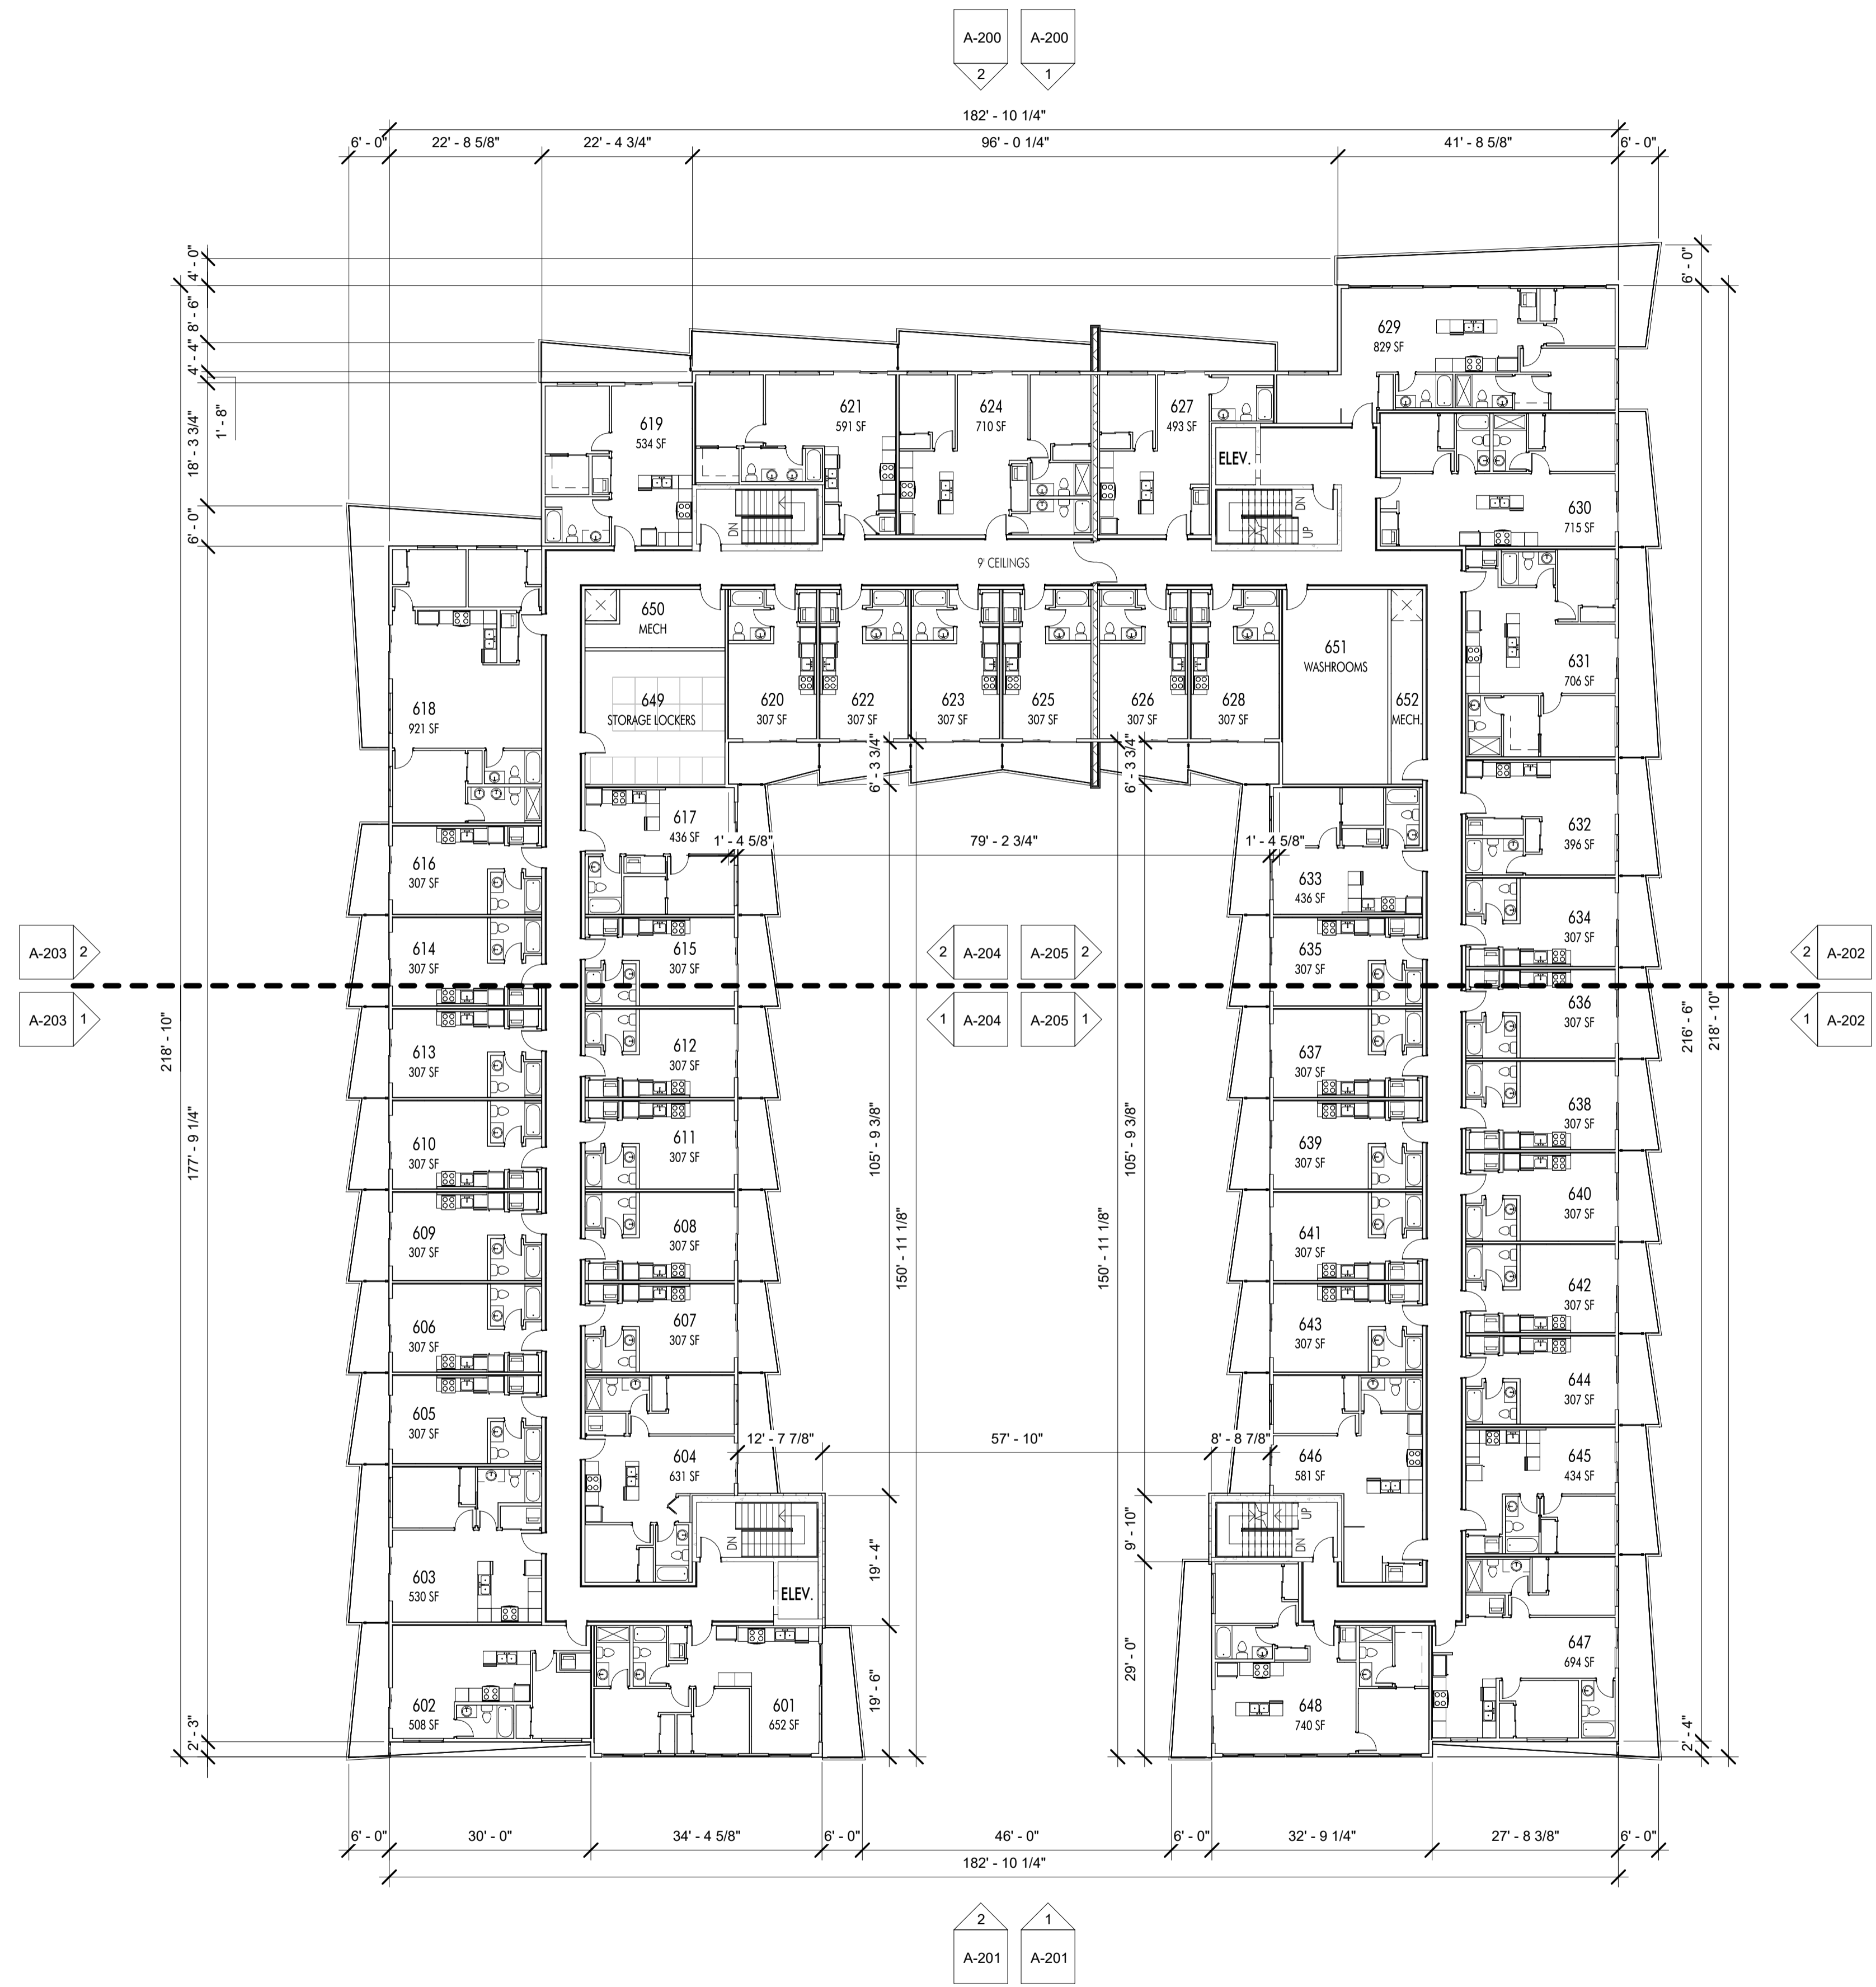 A-200
A-200
2
1
182' - 10 1/4"
6' - 0"
22' - 8 5/8"
22' - 4 3/4"
96' - 0 1/4"
41' - 8 5/8"
6' - 0"
4' - 0"
8' - 6"
4' - 4"
1' - 8"
18' - 3 3/4"
6' - 0"
6' - 0"
629
829 SF
619
534 SF
621
591 SF
624
710 SF
627
493 SF
ELEV.
DN
DN
UP
630
715 SF
9' CEILINGS
650
MECH
649
STORAGE LOCKERS
620
307 SF
622
307 SF
623
307 SF
625
307 SF
626
307 SF
628
307 SF
651
WASHROOMS
652
MECH.
631
706 SF
618
921 SF
6' - 3 3/4"
6' - 3 3/4"
617
436 SF
1' - 4 5/8"
79' - 2 3/4"
1' - 4 5/8"
632
396 SF
616
307 SF
633
436 SF
614
307 SF
615
307 SF
635
307 SF
634
307 SF
A-203
2
2
A-204
A-205
2
2
A-202
A-203
1
1
A-204
A-205
1
1
A-202
218' - 10"
177' - 9 1/4"
216' - 6"
218' - 10"
636
307 SF
613
307 SF
612
307 SF
637
307 SF
638
307 SF
610
307 SF
611
307 SF
639
307 SF
105' - 9 3/8"
105' - 9 3/8"
150' - 11 1/8"
150' - 11 1/8"
640
307 SF
609
307 SF
608
307 SF
641
307 SF
642
307 SF
606
307 SF
607
307 SF
643
307 SF
644
307 SF
605
307 SF
12' - 7 7/8"
57' - 10"
8' - 8 7/8"
604
631 SF
646
581 SF
645
434 SF
DN
UP
DN
19' - 4"
9' - 10"
603
530 SF
ELEV.
647
694 SF
602
508 SF
601
652 SF
648
740 SF
19' - 6"
29' - 0"
2' - 3"
2' - 4"
6' - 0"
30' - 0"
34' - 4 5/8"
6' - 0"
46' - 0"
6' - 0"
32' - 9 1/4"
27' - 8 3/8"
6' - 0"
182' - 10 1/4"
2
1
A-201
A-201